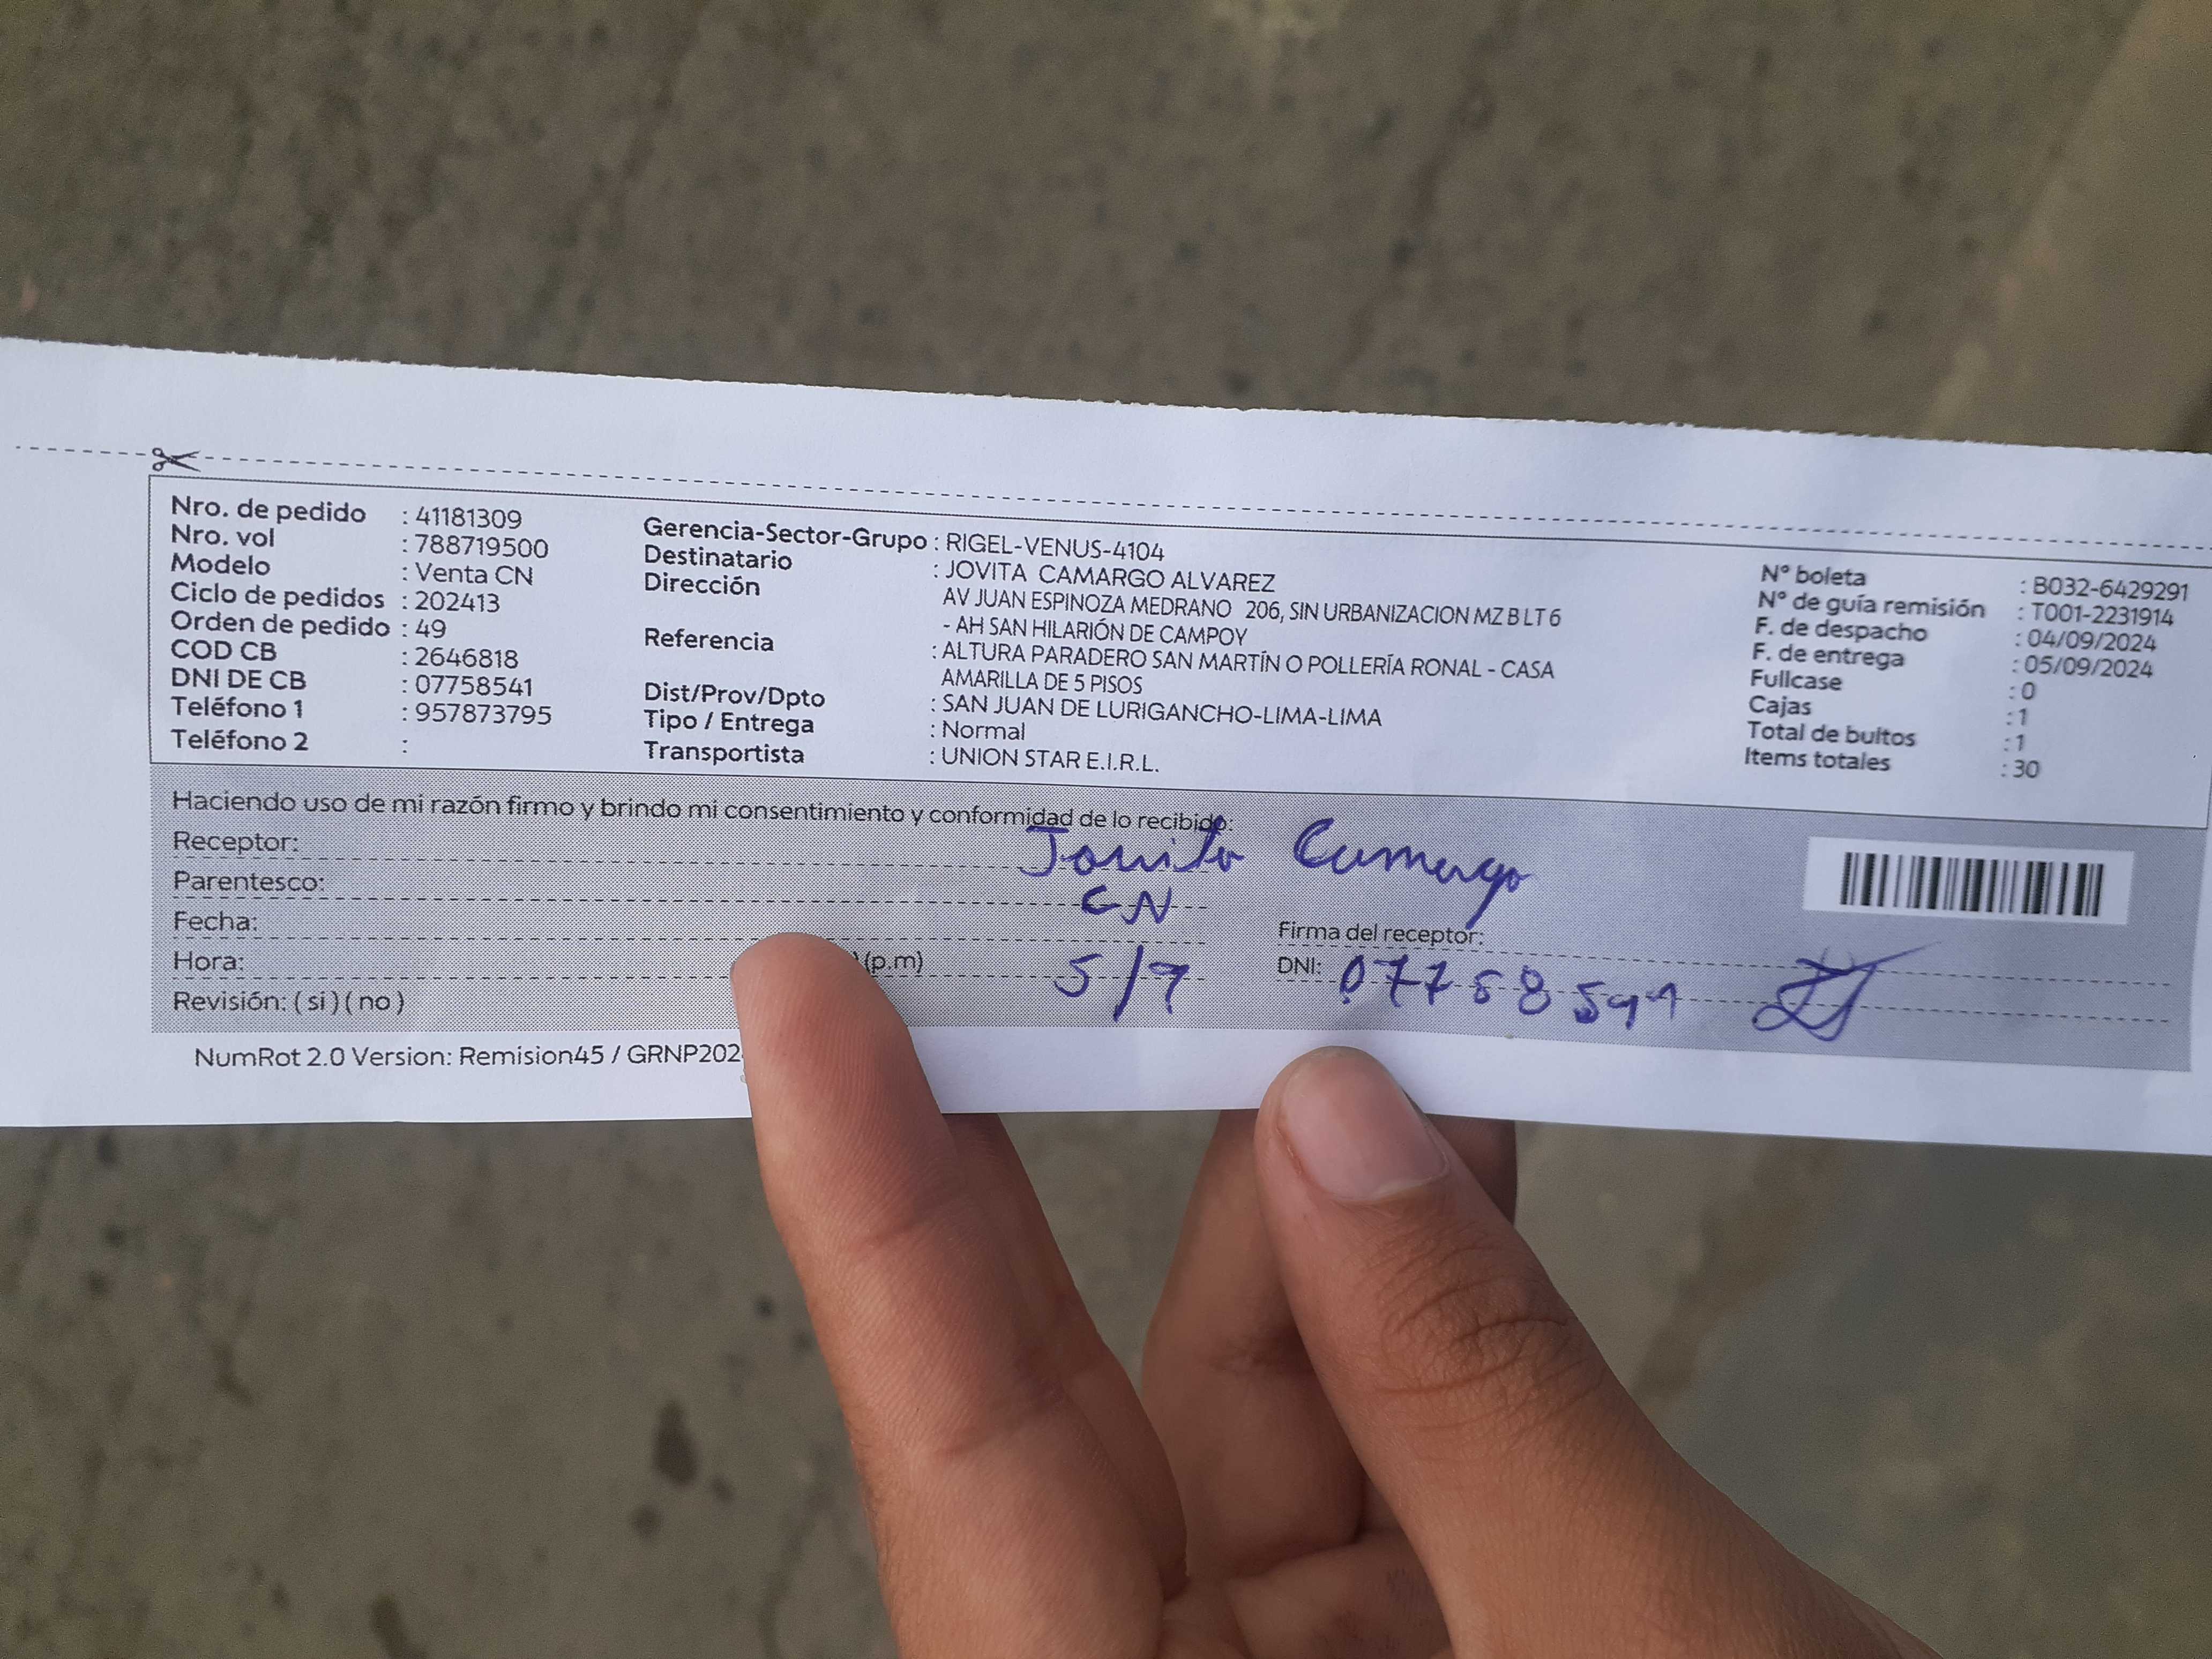 Nro. de pedido : 41181309
Nro. vol : 788719500
Modelo : Venta CN
Ciclo de pedidos : 202413
Orden de pedido : 49
COD CB : 2646818
DNI DE CB : 07758541
Teléfono 1 : 957873795
Teléfono 2 :
Gerencia-Sector-Grupo : RIGEL-VENUS-4104
Destinatario : JOVITA CAMARGO ALVAREZ
Dirección AV JUAN ESPINOZA MEDRANO 206, SIN URBANIZACION MZ B LT 6
- AH SAN HILARIÓN DE CAMPOY
Referencia : ALTURA PARADERO SAN MARTÍN O POLLERÍA RONAL - CASA
AMARILLA DE 5 PISOS
Dist/Prov/Dpto : SAN JUAN DE LURIGANCHO-LIMA-LIMA
Tipo / Entrega : Normal
Transportista : UNION STAR E.I.R.L.
N° boleta : B032-6429291
N° de guía remisión : T001-2231914
F. de despacho : 04/09/2024
F. de entrega : 05/09/2024
Fullcase : 0
Cajas : 1
Total de bultos : 1
Items totales : 30
Haciendo uso de mi razón firmo y brindo mi consentimiento y conformidad de lo recibido:
Receptor: Jovita Camargo
Parentesco: CN
Fecha: 5/9
Hora: (p.m)
Revisión: ( si ) ( no )
Firma del receptor:
DNI: 077585
NumRot 2.0 Version: Remision45 / GRNP202